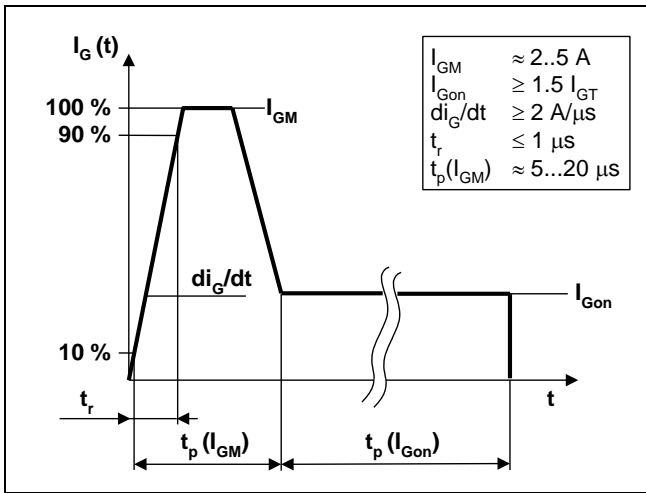 I_G (t)
100 %
90 %
I_GM
di_G/dt
10 %
I_Gon
t_r
t
t_p (I_GM)
t_p (I_Gon)
I_GM ≈ 2..5 A
I_Gon ≥ 1.5 I_GT
di_G/dt ≥ 2 A/μs
t_r ≤ 1 μs
t_p(I_GM) ≈ 5...20 μs